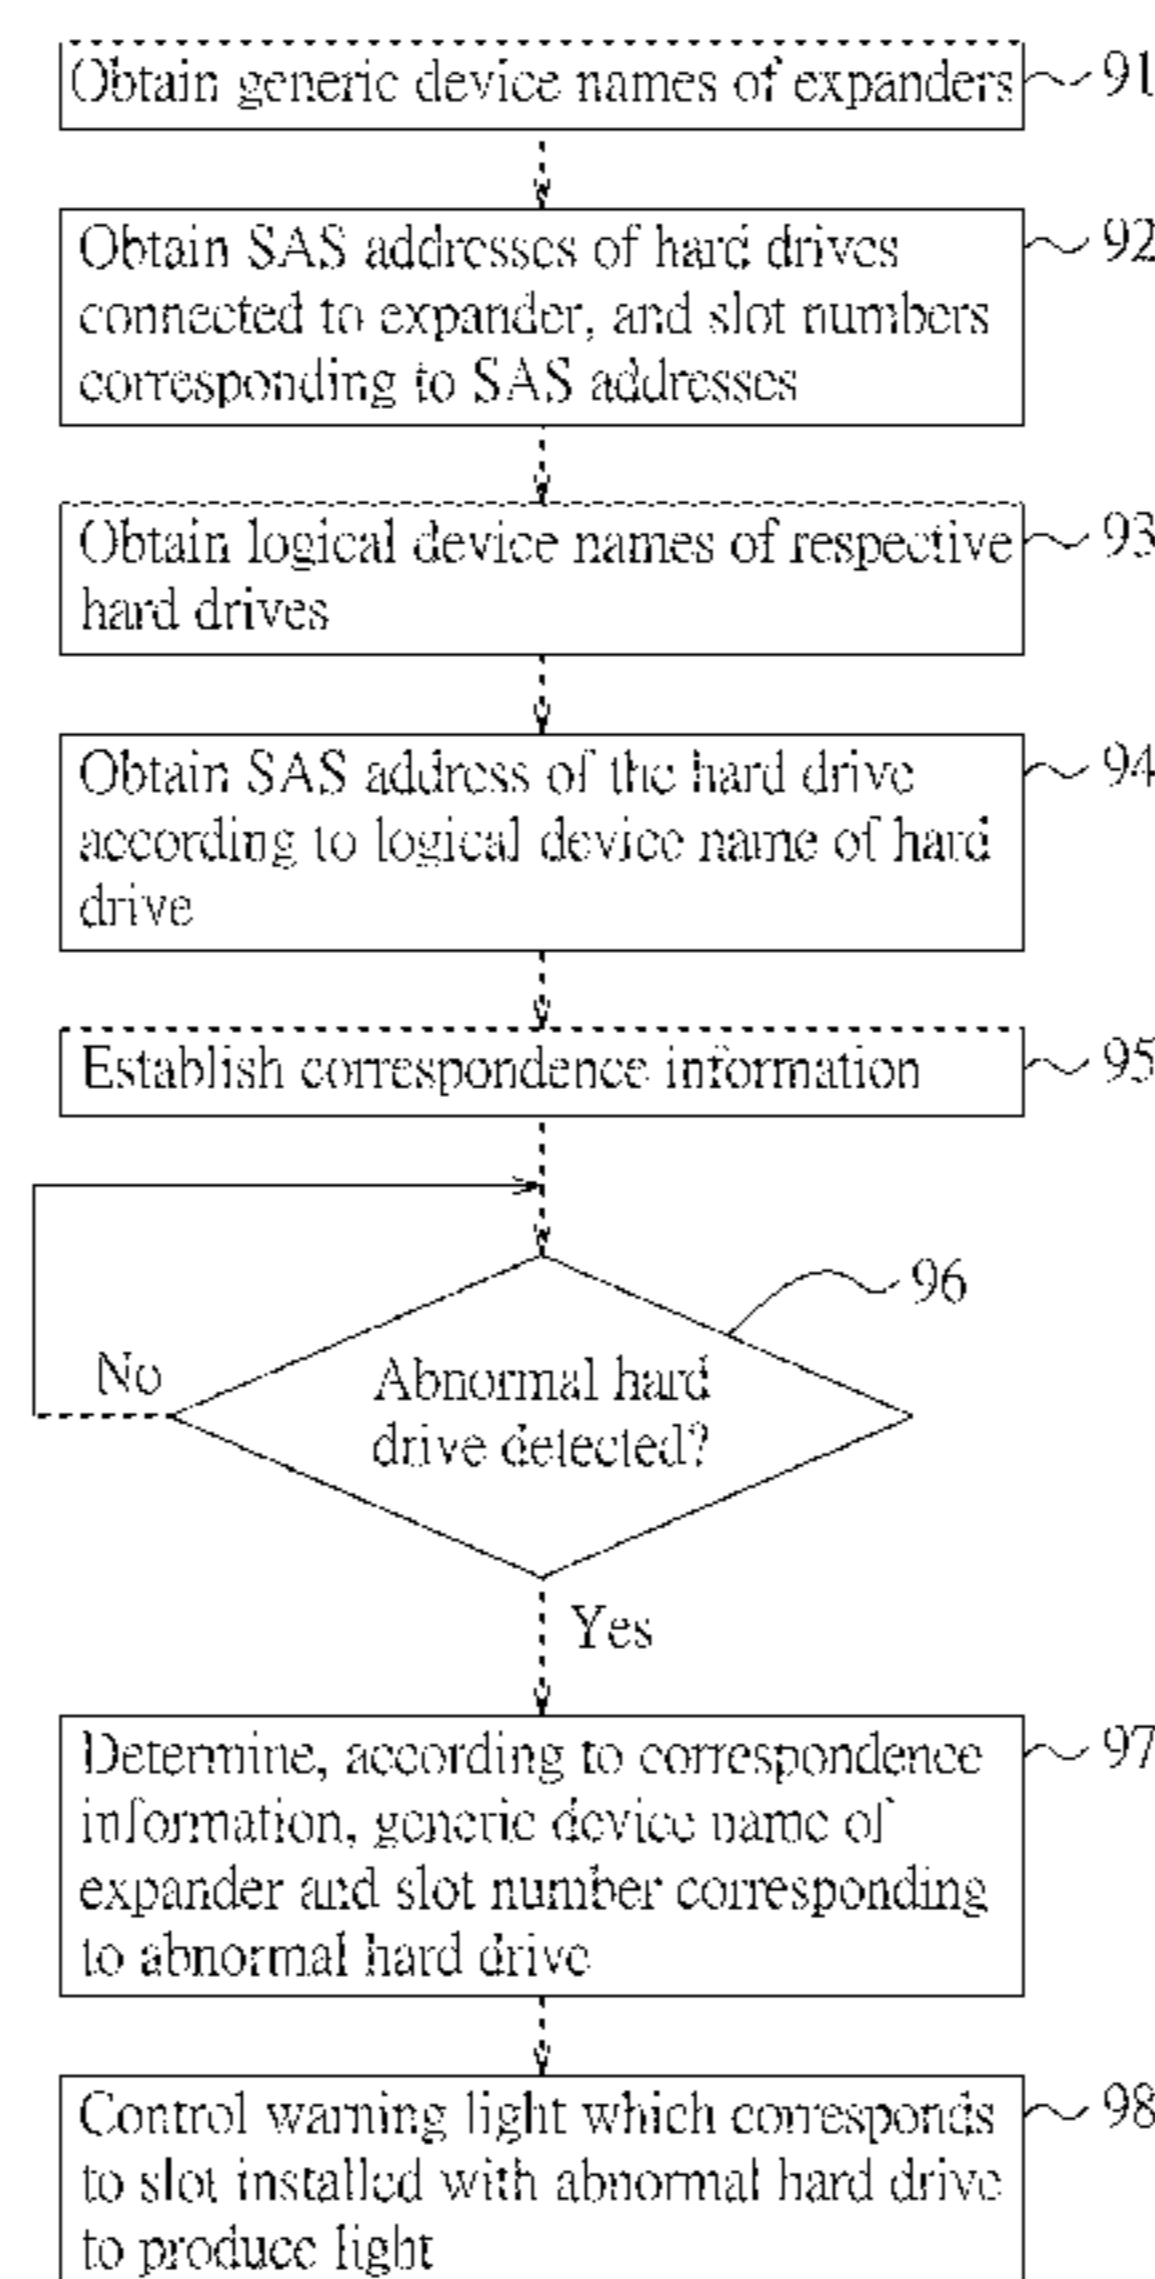 Obtain generic device names of expanders
91
Obtain SAS addresses of hard drives
connected to expander, and slot numbers
corresponding to SAS addresses
92
Obtain logical device names of respective
hard drives
93
Obtain SAS address of the hard drive
according to logical device name of hard
drive
94
Establish correspondence information
95
96
Abnormal hard
drive detected?
No
Yes
Determine, according to correspondence
information, generic device name of
expander and slot number corresponding
to abnormal hard drive
97
Control warning light which corresponds
to slot installed with abnormal hard drive
to produce light
98